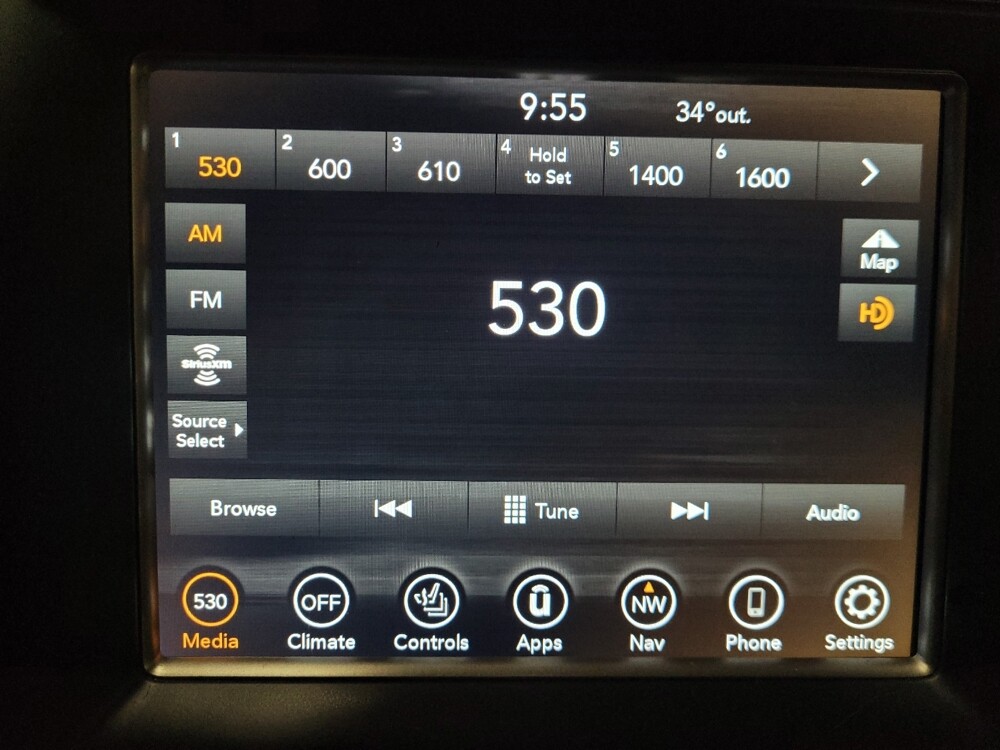 9:55 34°out.
1 530 2 600 3 610 4 Hold to Set 5 1400 6 1600
AM
530
Map
FM
HD
SiriusXM
Source
Select
Browse Tune Audio
530 OFF ū NW
Media Climate Controls Apps Nav Phone Settings